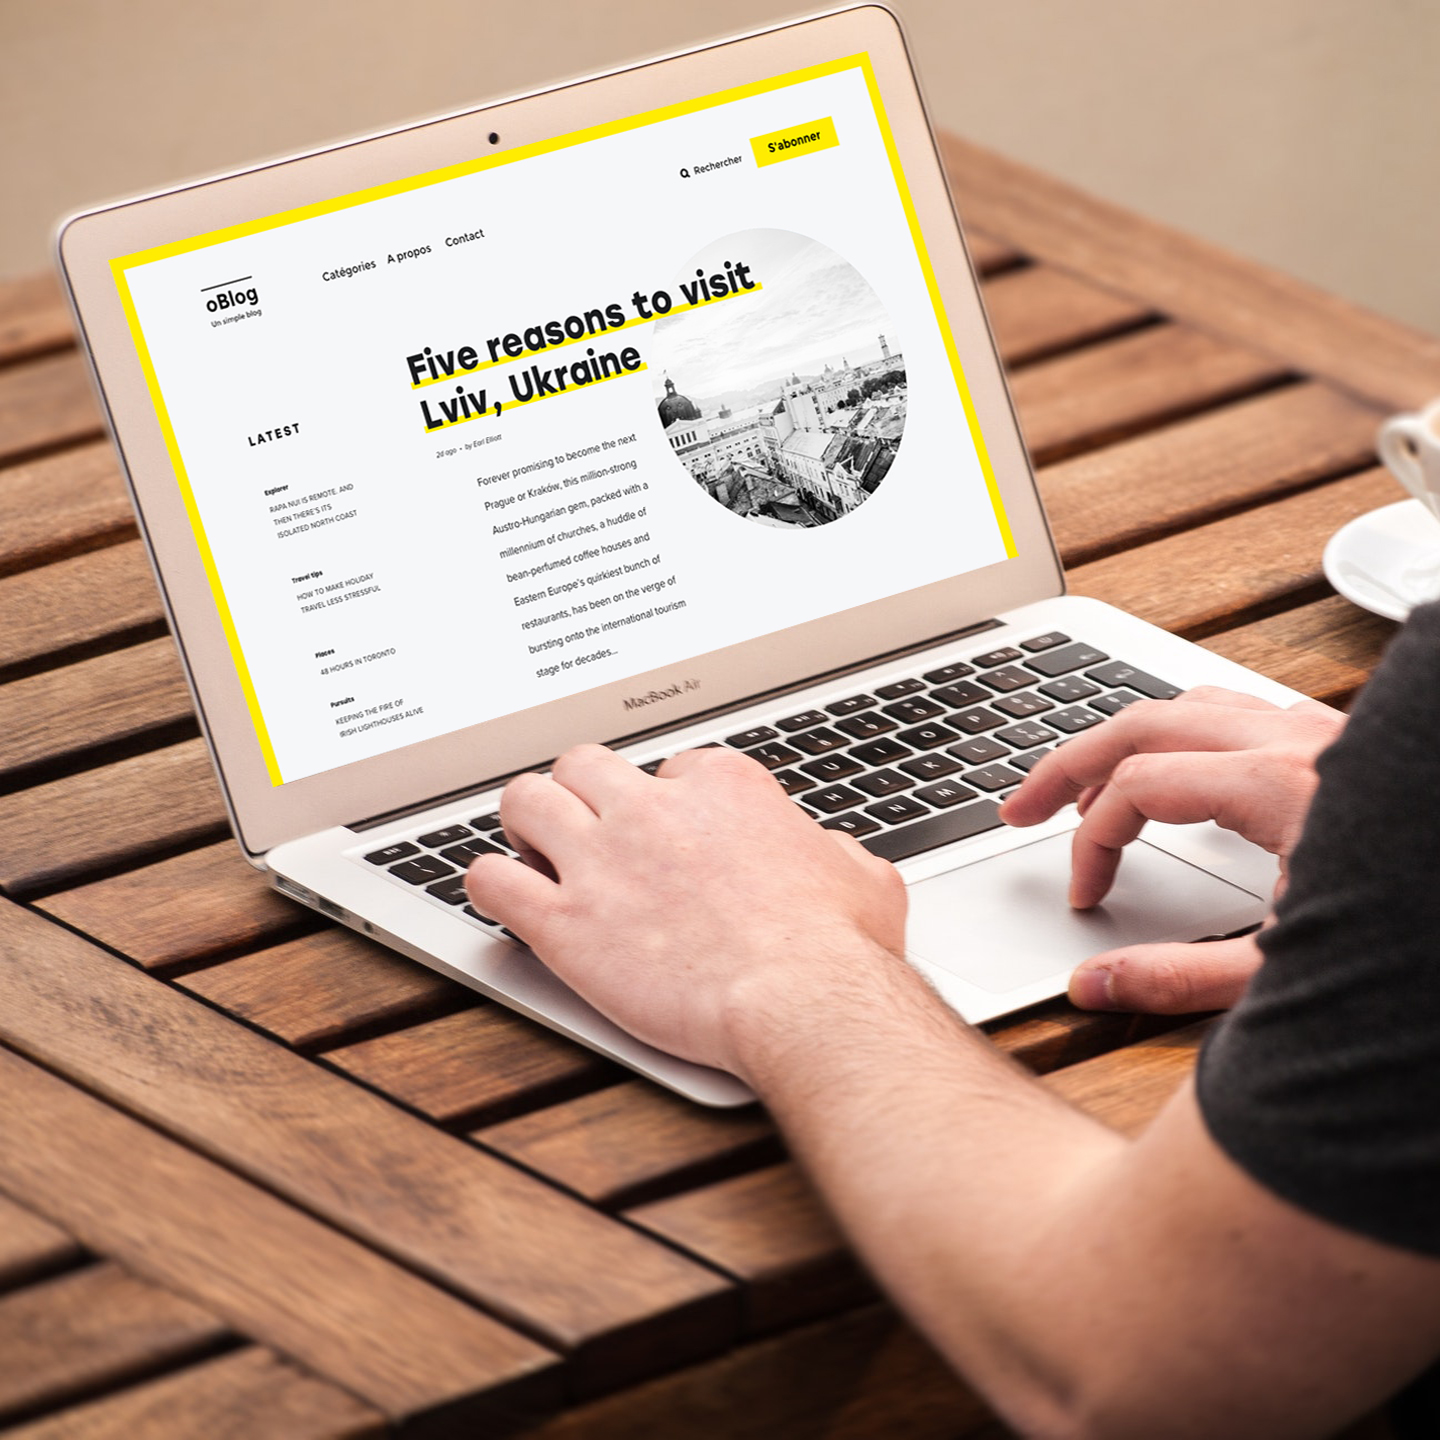 S'abonner
Rechercher
Catégories A propos Contact
oBlog
Un simple blog
Five reasons to visit
Lviv, Ukraine
2d ago • by Earl Elliott
Forever promising to become the next
Prague or Kraków, this million-strong
Austro-Hungarian gem, packed with a
millennium of churches, a huddle of
bean-perfumed coffee houses and
Eastern Europe's quirkiest bunch of
restaurants, has been on the verge of
bursting onto the international tourism
stage for decades...
LATEST
Explorer
RAPA NUI IS REMOTE, AND
THEN THERE'S ITS
ISOLATED NORTH COAST
Travel tips
HOW TO MAKE HOLIDAY
TRAVEL LESS STRESSFUL
Places
48 HOURS IN TORONTO
Pursuits
KEEPING THE FIRE OF
IRISH LIGHTHOUSES ALIVE
MacBook Air